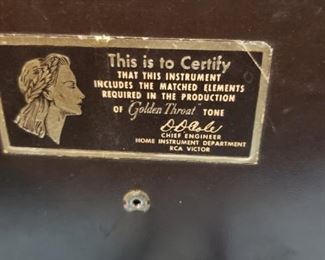 This is to Certify
THAT THIS INSTRUMENT
INCLUDES THE MATCHED ELEMENTS
REQUIRED IN THE PRODUCTION
OF "Golden Throat" TONE
D.D. Cole
CHIEF ENGINEER
HOME INSTRUMENT DEPARTMENT
RCA VICTOR